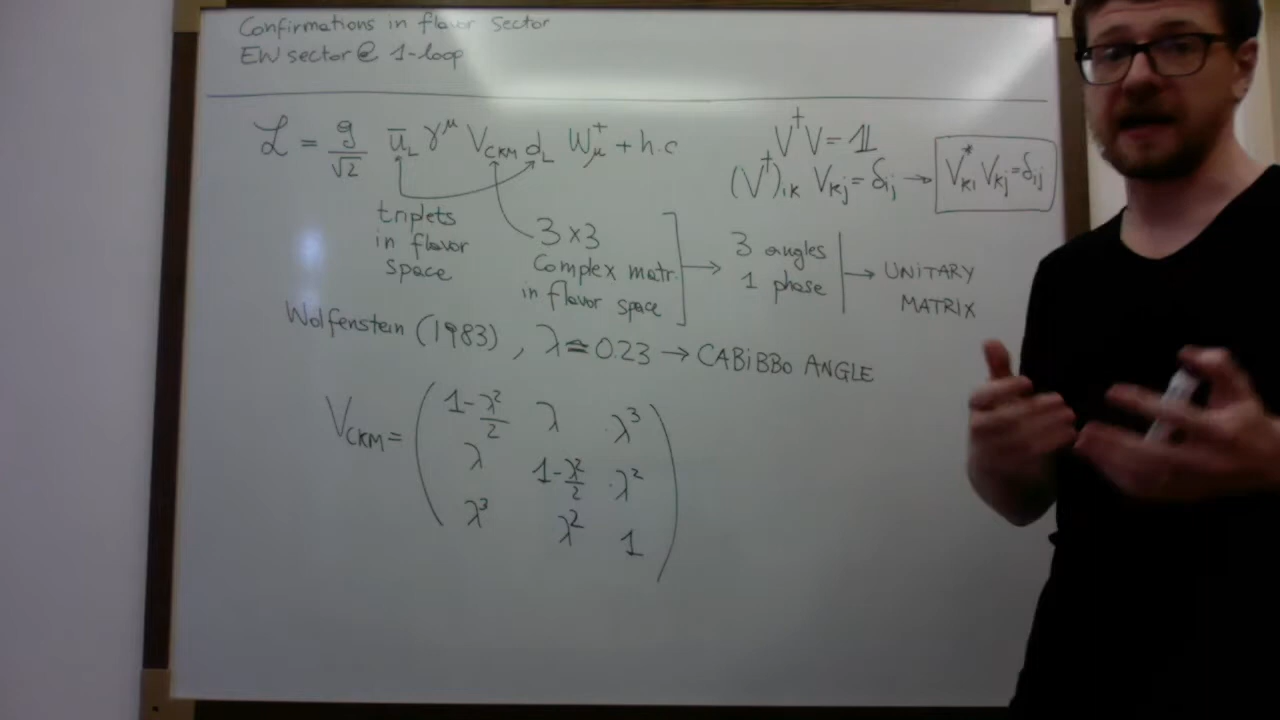 Confirmations in flavor sector
EW sector @ 1-loop
ℒ = g/√2 ū_L γ^μ V_CKM d_L W_μ^+ + h.c
V†V = 𝟙
(V†)_ik V_kj = δ_ij → V*_ki V_kj = δ_ij
triplets
in flavor
space
3×3
Complex matr.
in flavor space
→ 3 angles
1 phase
→ UNITARY
MATRIX
Wolfenstein (1983), λ ≃ 0.23 → CABIBBO ANGLE
V_CKM = ( 1-λ²/2 λ λ³
λ 1-λ²/2 λ²
λ³ λ² 1 )